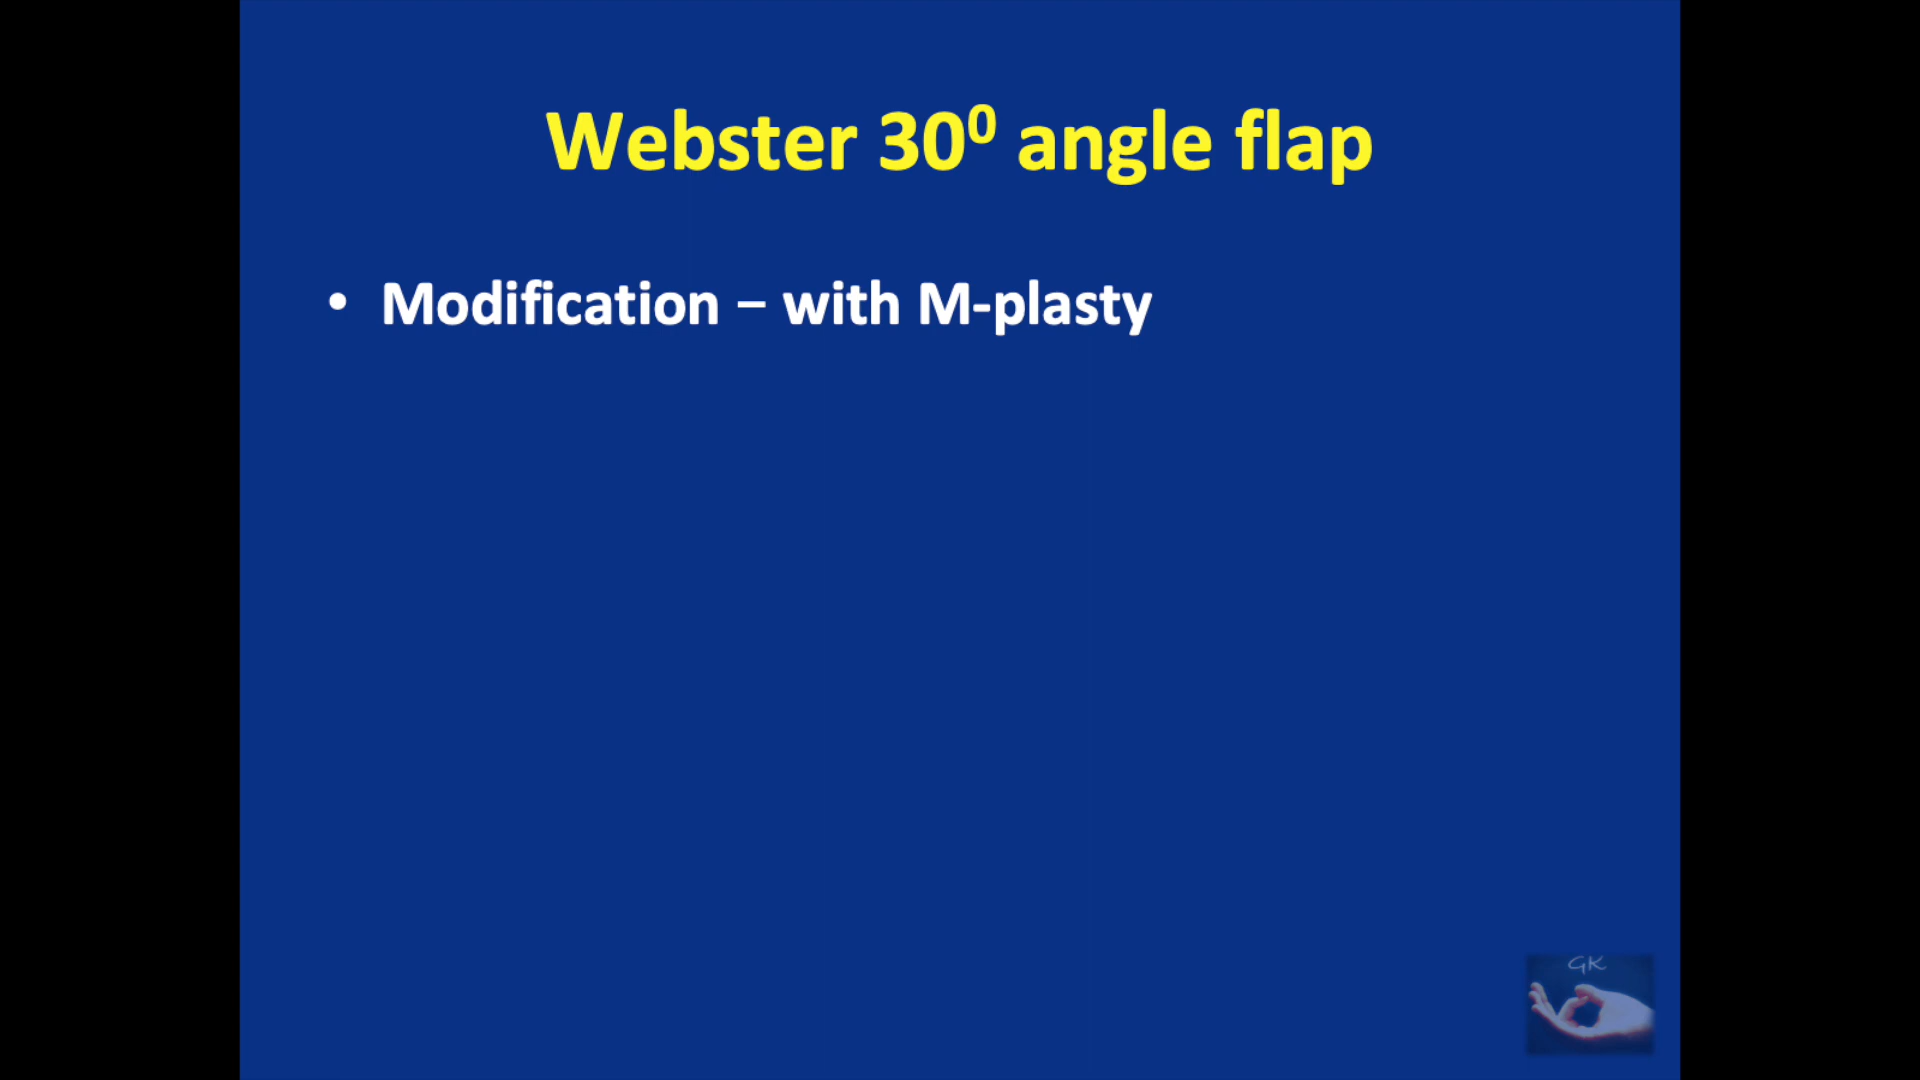 Webster 30⁰ angle flap
• Modification – with M-plasty
GK